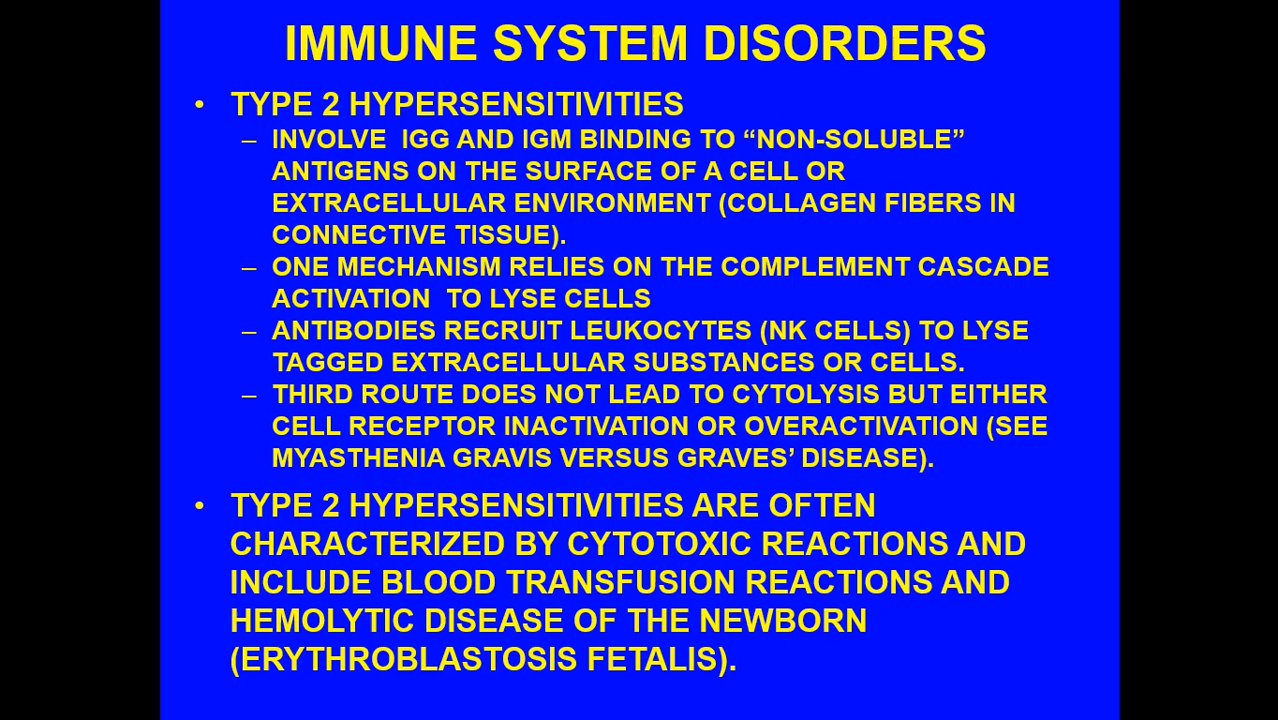 IMMUNE SYSTEM DISORDERS
• TYPE 2 HYPERSENSITIVITIES
– INVOLVE  IGG AND IGM BINDING TO “NON-SOLUBLE”
ANTIGENS ON THE SURFACE OF A CELL OR
EXTRACELLULAR ENVIRONMENT (COLLAGEN FIBERS IN
CONNECTIVE TISSUE).
– ONE MECHANISM RELIES ON THE COMPLEMENT CASCADE
ACTIVATION  TO LYSE CELLS
– ANTIBODIES RECRUIT LEUKOCYTES (NK CELLS) TO LYSE
TAGGED EXTRACELLULAR SUBSTANCES OR CELLS.
– THIRD ROUTE DOES NOT LEAD TO CYTOLYSIS BUT EITHER
CELL RECEPTOR INACTIVATION OR OVERACTIVATION (SEE
MYASTHENIA GRAVIS VERSUS GRAVES’ DISEASE).
• TYPE 2 HYPERSENSITIVITIES ARE OFTEN
CHARACTERIZED BY CYTOTOXIC REACTIONS AND
INCLUDE BLOOD TRANSFUSION REACTIONS AND
HEMOLYTIC DISEASE OF THE NEWBORN
(ERYTHROBLASTOSIS FETALIS).